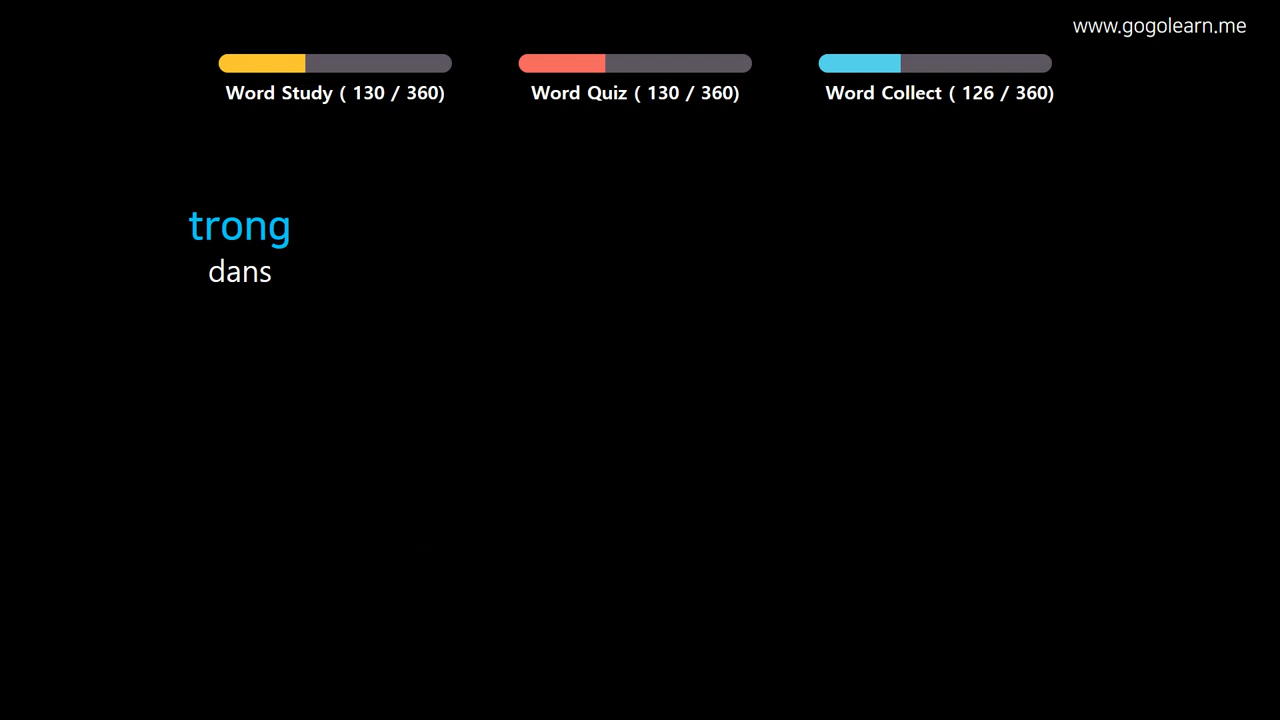 www.gogolearn.me
Word Study ( 130 / 360)
Word Quiz ( 130 / 360)
Word Collect ( 126 / 360)
trong
dans